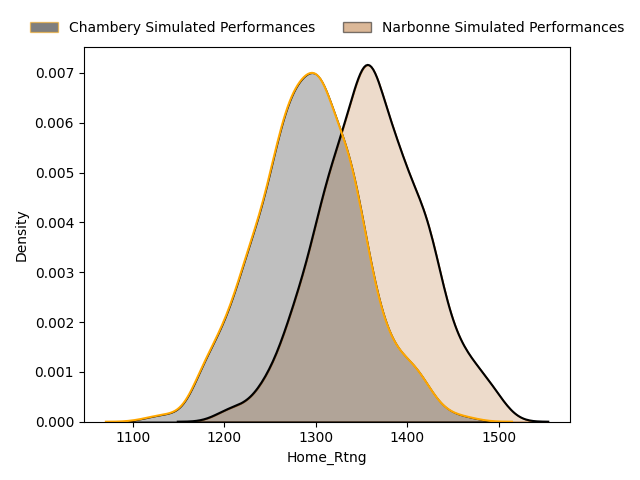 Chambery Simulated Performances
Narbonne Simulated Performances
0.007
0.006
0.005
0.004
0.003
0.002
0.001
0.000
Density
1100 1200 1300 1400 1500
Home_Rtng